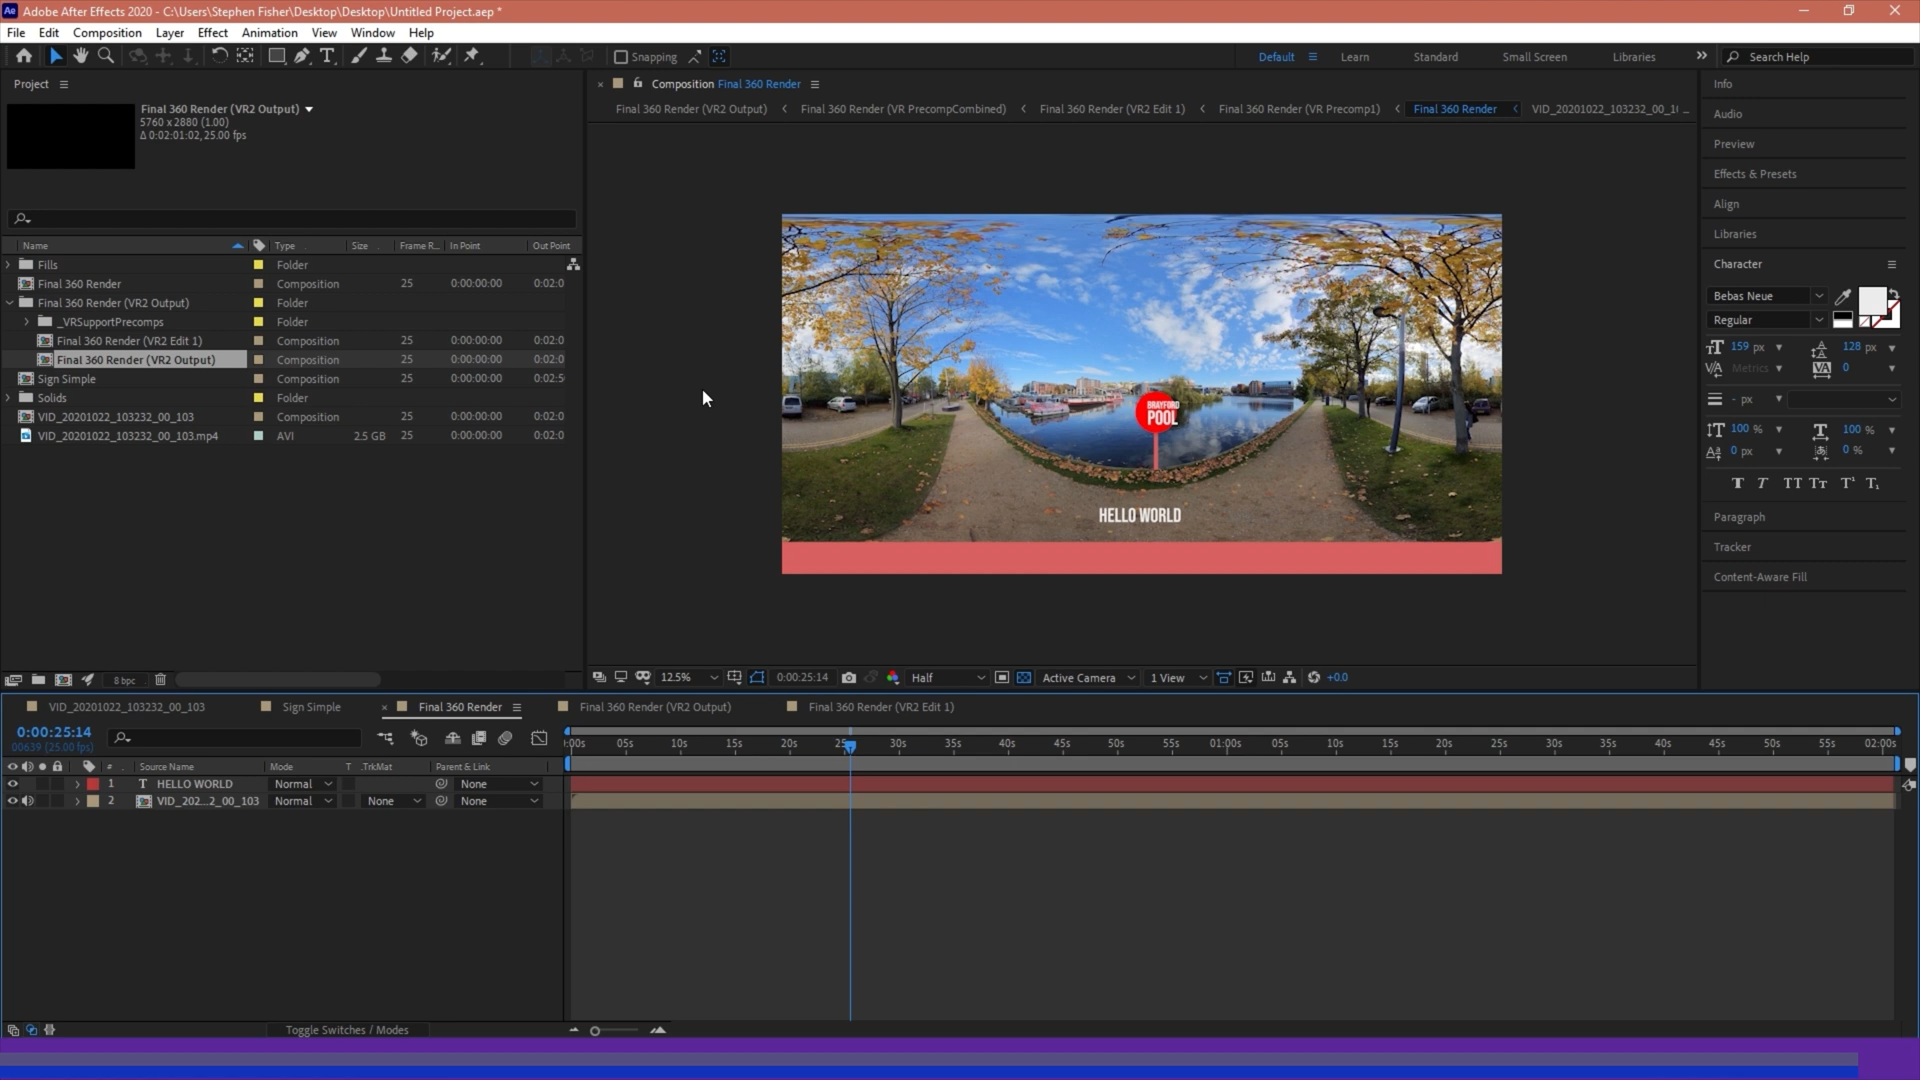 Ae Adobe After Effects 2020 - C:\Users\Stephen Fisher\Desktop\Desktop\Untitled Project.aep *
File Edit Composition Layer Effect Animation View Window Help
Snapping
Default Learn Standard Small Screen Libraries Search Help
Project
Final 360 Render (VR2 Output)
5760 x 2880 (1.00)
Δ 0:02:01:02, 25.00 fps
Name Type Size Frame R... In Point Out Point
Fills Folder
Final 360 Render Composition 25 0:00:00:00 0:02:0
Final 360 Render (VR2 Output) Folder
_VRSupportPrecomps Folder
Final 360 Render (VR2 Edit 1) Composition 25 0:00:00:00 0:02:0
Final 360 Render (VR2 Output) Composition 25 0:00:00:00 0:02:0
Sign Simple Composition 25 0:00:00:00 0:02:5
Solids Folder
VID_20201022_103232_00_103 Composition 25 0:00:00:00 0:02:0
VID_20201022_103232_00_103.mp4 AVI 2.5 GB 25 0:00:00:00 0:02:0
8 bpc
Composition Final 360 Render
Final 360 Render (VR2 Output) Final 360 Render (VR PrecompCombined) Final 360 Render (VR2 Edit 1) Final 360 Render (VR Precomp1) Final 360 Render VID_20201022_103232_00_1( ...
BRAYFORD
POOL
HELLO WORLD
12.5% 0:00:25:14 Half Active Camera 1 View +0.0
Info
Audio
Preview
Effects & Presets
Align
Libraries
Character
Bebas Neue
Regular
159 px 128 px
Metrics 0
- px
100 % 100 %
0 px 0 %
T T TT Tt T¹ T₁
Paragraph
Tracker
Content-Aware Fill
VID_20201022_103232_00_103 Sign Simple Final 360 Render Final 360 Render (VR2 Output) Final 360 Render (VR2 Edit 1)
0:00:25:14
00639 (25.00 fps)
:00s 05s 10s 15s 20s 25s 30s 35s 40s 45s 50s 55s 01:00s 05s 10s 15s 20s 25s 30s 35s 40s 45s 50s 55s 02:00s
# Source Name Mode T .TrkMat Parent & Link
1 T HELLO WORLD Normal None
2 VID_202...2_00_103 Normal None None
Toggle Switches / Modes